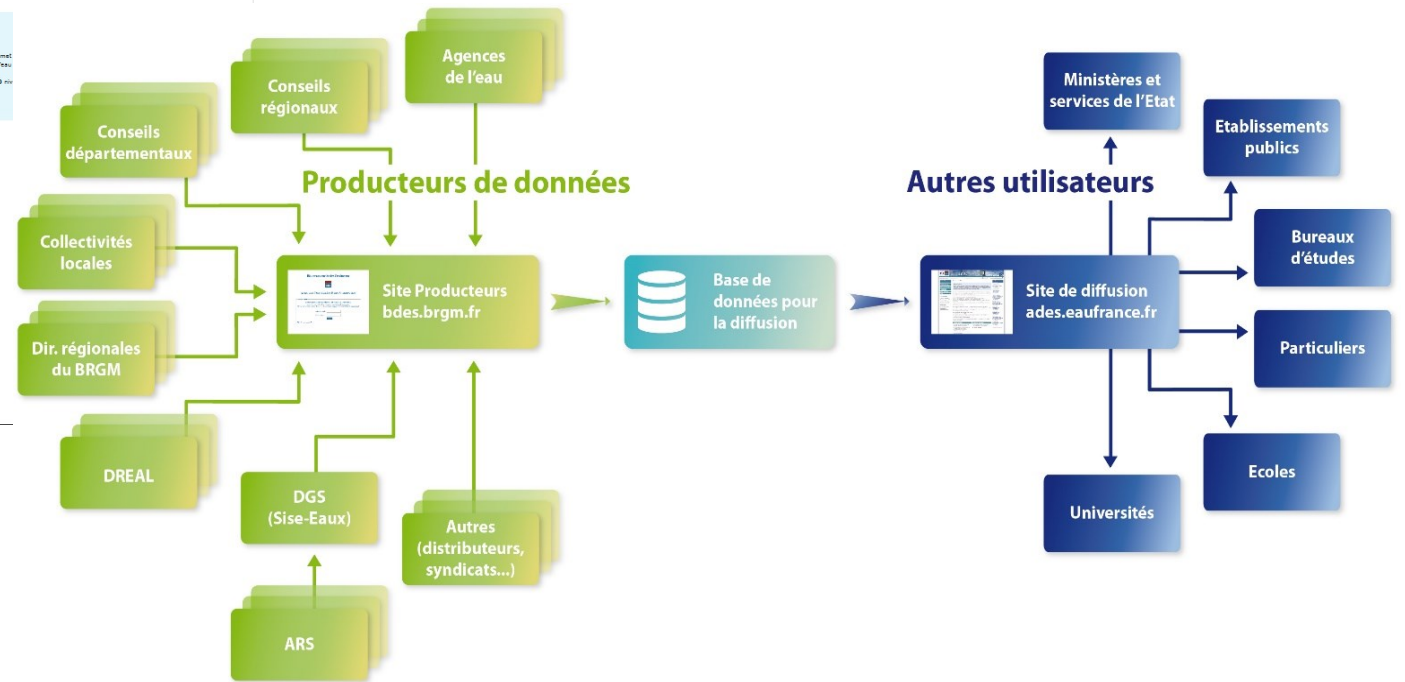 Agences
de l'eau
Conseils
régionaux
Conseils
départementaux
Collectivités
locales
Dir. régionales
du BRGM
DREAL
DGS
(Sise-Eaux)
ARS
Autres
(distributeurs,
syndicats...)
Producteurs de données
Site Producteurs
bdes.brgm.fr
Base de
données pour
la diffusion
Autres utilisateurs
Site de diffusion
ades.eaufrance.fr
Ministères et
services de l'Etat
Etablissements
publics
Bureaux
d'études
Particuliers
Ecoles
Universités